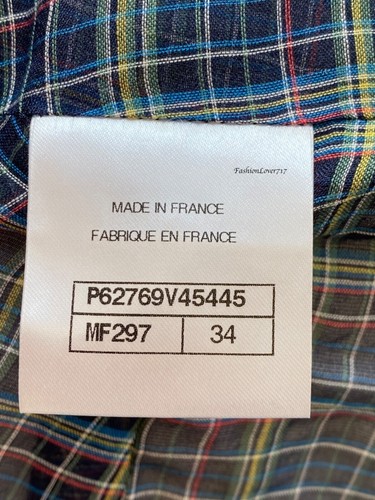 FashionLover717
MADE IN FRANCE
FABRIQUE EN FRANCE
P62769V45445
MF297 34